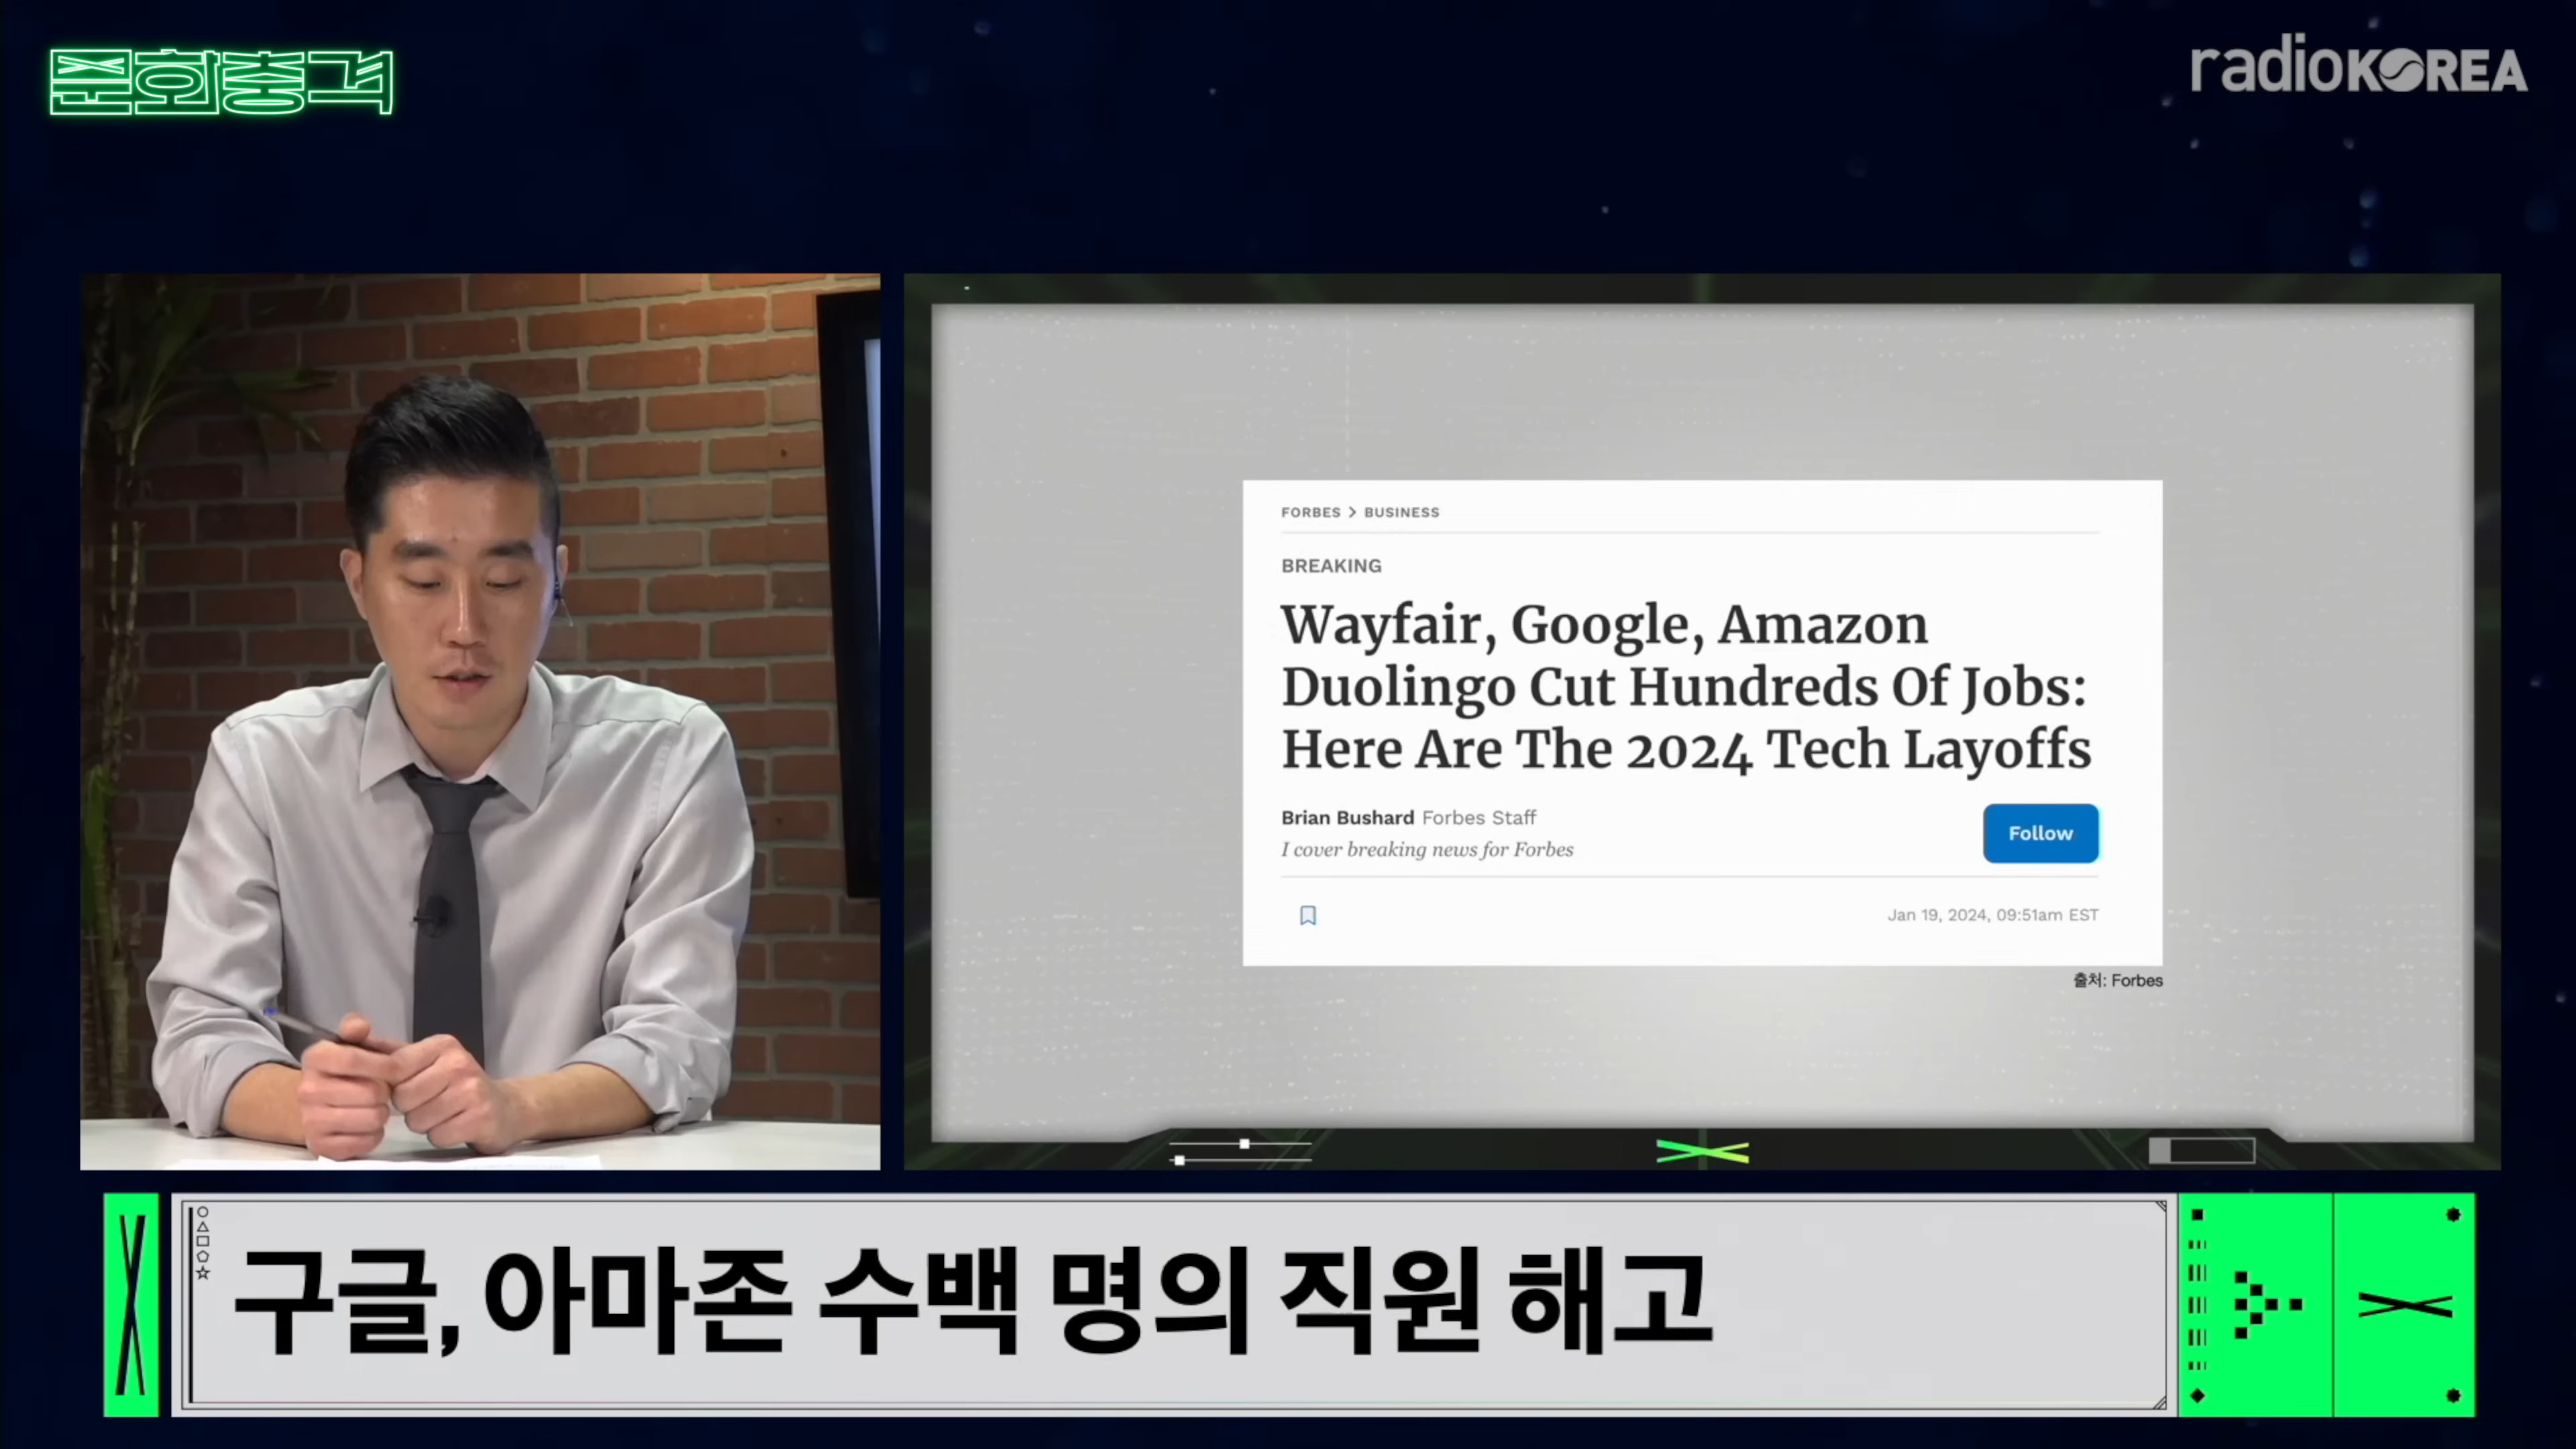 문화충격
radioKOREA
FORBES > BUSINESS
BREAKING
Wayfair, Google, Amazon
Duolingo Cut Hundreds Of Jobs:
Here Are The 2024 Tech Layoffs
Brian Bushard Forbes Staff
I cover breaking news for Forbes
Follow
Jan 19, 2024, 09:51am EST
출처: Forbes
구글, 아마존 수백 명의 직원 해고